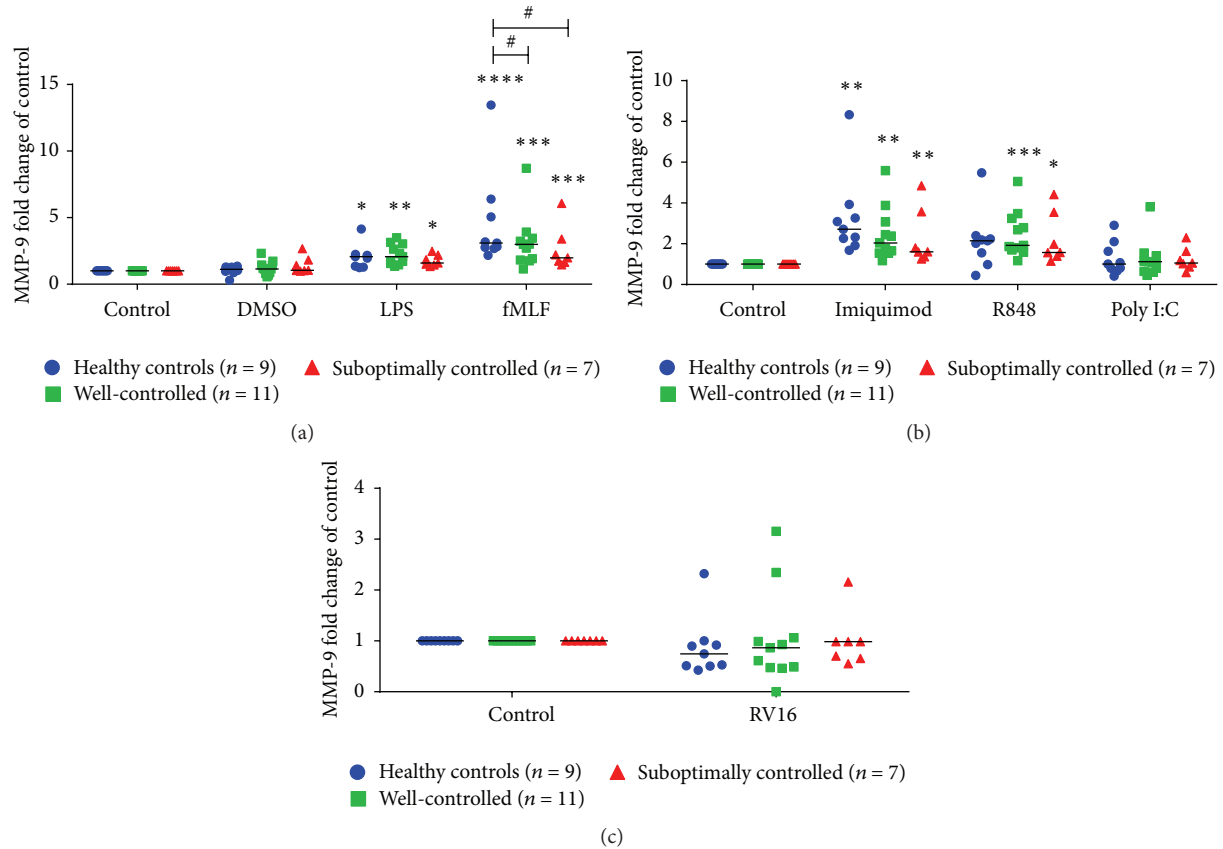 #
#
15
MMP-9 fold change of control
****
10
***
***
*
**
*
5
0
Control DMSO LPS fMLF
Healthy controls (n = 9) Suboptimally controlled (n = 7)
Well-controlled (n = 11)
(a)
10
MMP-9 fold change of control
**
8
**
**
***
*
6
4
2
0
Control Imiquimod R848 Poly I:C
Healthy controls (n = 9) Suboptimally controlled (n = 7)
Well-controlled (n = 11)
(b)
MMP-9 fold change of control
4
3
2
1
0
Control RV16
Healthy controls (n = 9) Suboptimally controlled (n = 7)
Well-controlled (n = 11)
(c)